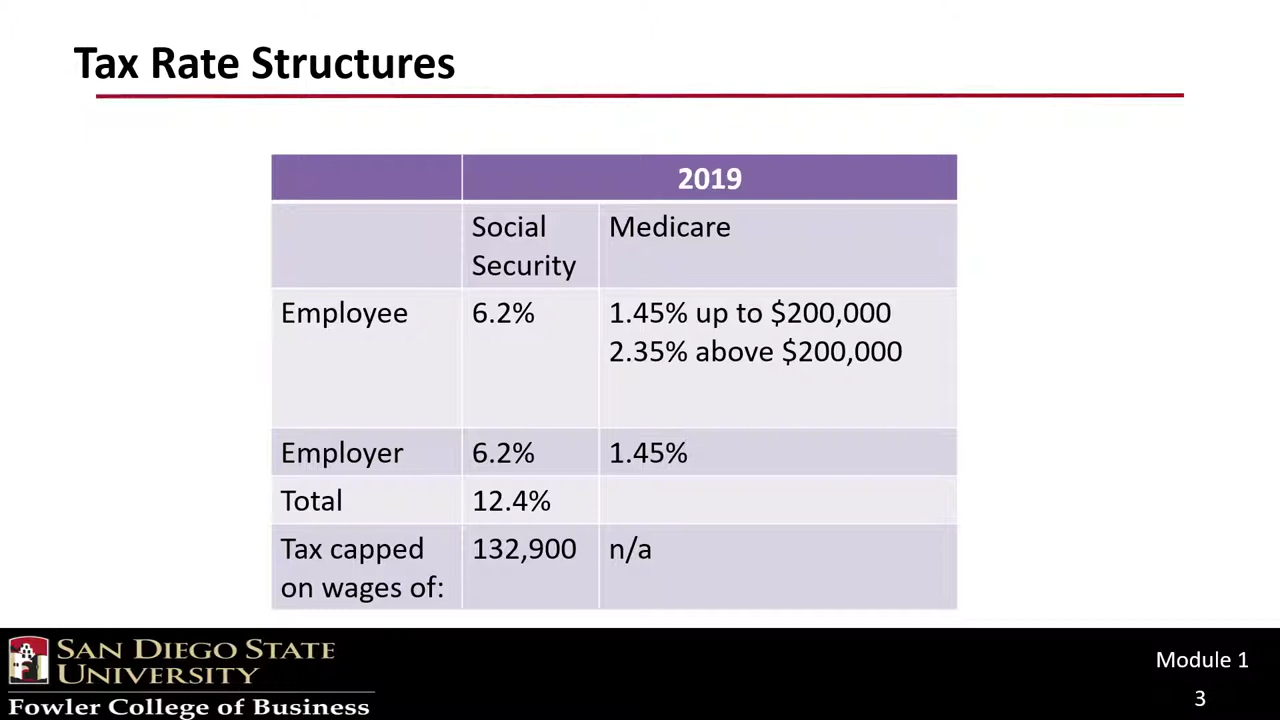 Tax Rate Structures
2019
Social
Security
Medicare
Employee
6.2%
1.45% up to $200,000
2.35% above $200,000
Employer
6.2%
1.45%
Total
12.4%
Tax capped
on wages of:
132,900
n/a
SAN DIEGO STATE
UNIVERSITY
Fowler College of Business
Module 1
3